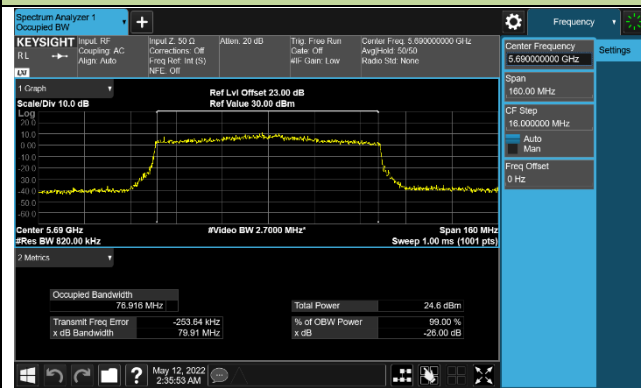 Spectrum Analyzer 1
Occupied BW
Frequency
KEYSIGHT
RL
LXI
Input: RF
Coupling: AC
Align: Auto
Input Z: 50 Ω
Corrections: Off
Freq Ref: Int (S)
NFE: Off
Atten: 20 dB
Trig: Free Run
Gate: Off
#IF Gain: Low
Center Freq: 5.690000000 GHz
Avg|Hold: 50/50
Radio Std: None
Center Frequency
5.690000000 GHz
Settings
Span
160.00 MHz
CF Step
16.000000 MHz
Auto
Man
Freq Offset
0 Hz
1 Graph
Scale/Div 10.0 dB
Ref Lvl Offset 23.00 dB
Ref Value 30.00 dBm
Log
20.0
10.0
0.00
-10.0
-20.0
-30.0
-40.0
-50.0
-60.0
Center 5.69 GHz
#Video BW 2.7000 MHz*
Span 160 MHz
#Res BW 820.00 kHz
Sweep 1.00 ms (1001 pts)
2 Metrics
Occupied Bandwidth
76.916 MHz
Total Power 24.6 dBm
Transmit Freq Error -253.64 kHz
% of OBW Power 99.00 %
x dB Bandwidth 79.91 MHz
x dB -26.00 dB
?
May 12, 2022
2:35:53 AM